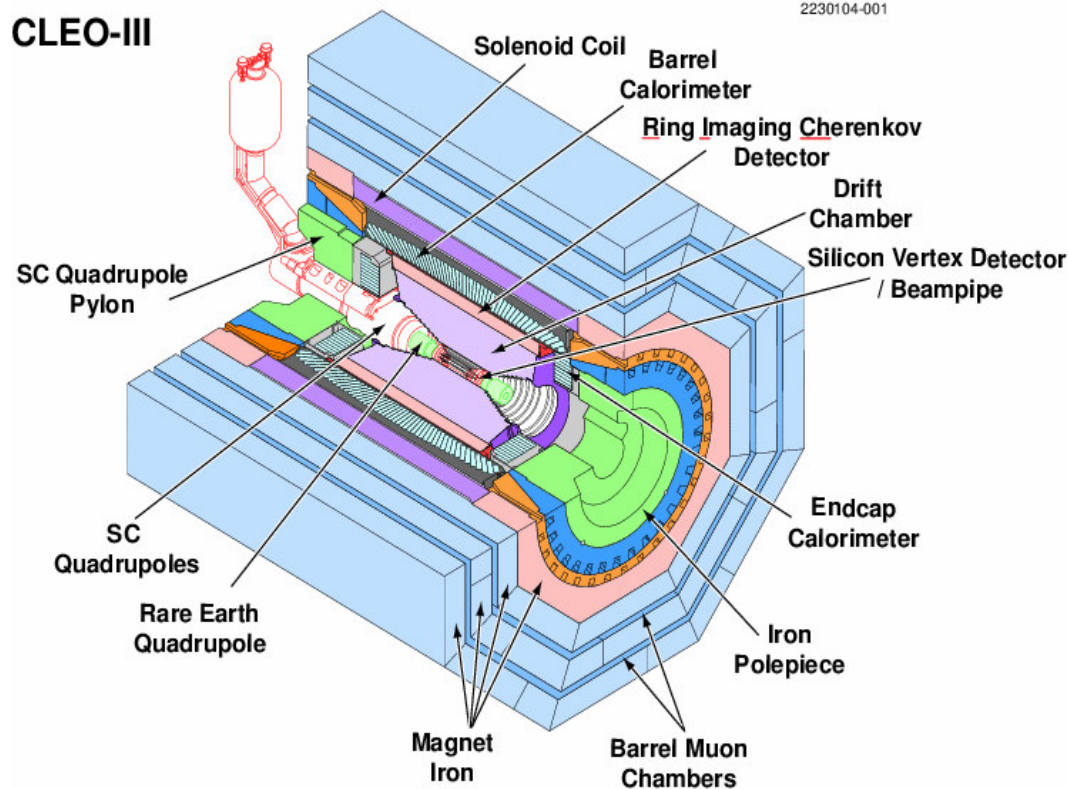 2230104-001
CLEO-III
Solenoid Coil
Barrel
Calorimeter
Ring Imaging Cherenkov
Detector
Drift
Chamber
Silicon Vertex Detector
/ Beampipe
SC Quadrupole
Pylon
SC
Quadrupoles
Rare Earth
Quadrupole
Magnet
Iron
Barrel Muon
Chambers
Iron
Polepiece
Endcap
Calorimeter